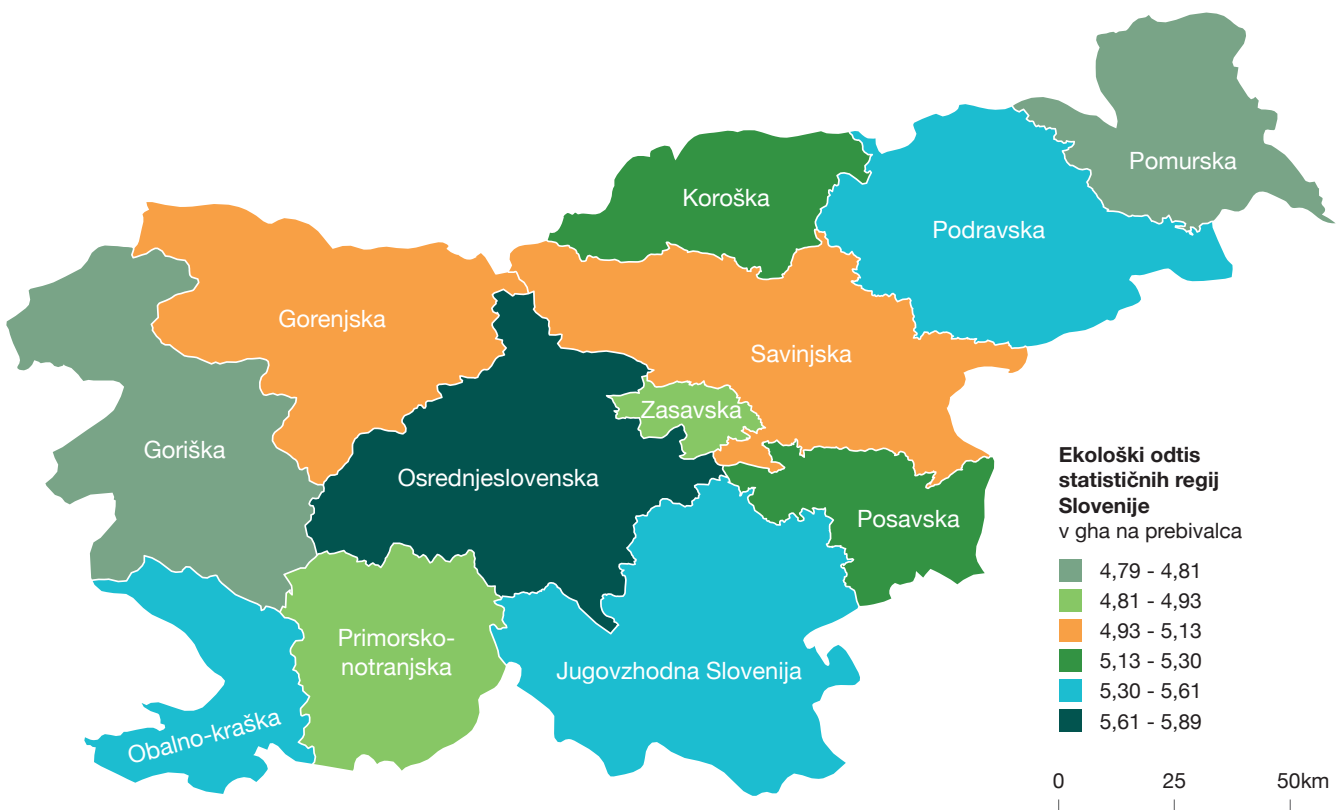 Pomurska
Koroška
Podravska
Gorenjska
Savinjska
Zasavska
Goriška
Osrednjeslovenska
Posavska
Primorsko-
notranjska
Jugovzhodna Slovenija
Obalno-kraška
Ekološki odtis
statističnih regij
Slovenije
v gha na prebivalca
4,79 - 4,81
4,81 - 4,93
4,93 - 5,13
5,13 - 5,30
5,30 - 5,61
5,61 - 5,89
0 25 50km